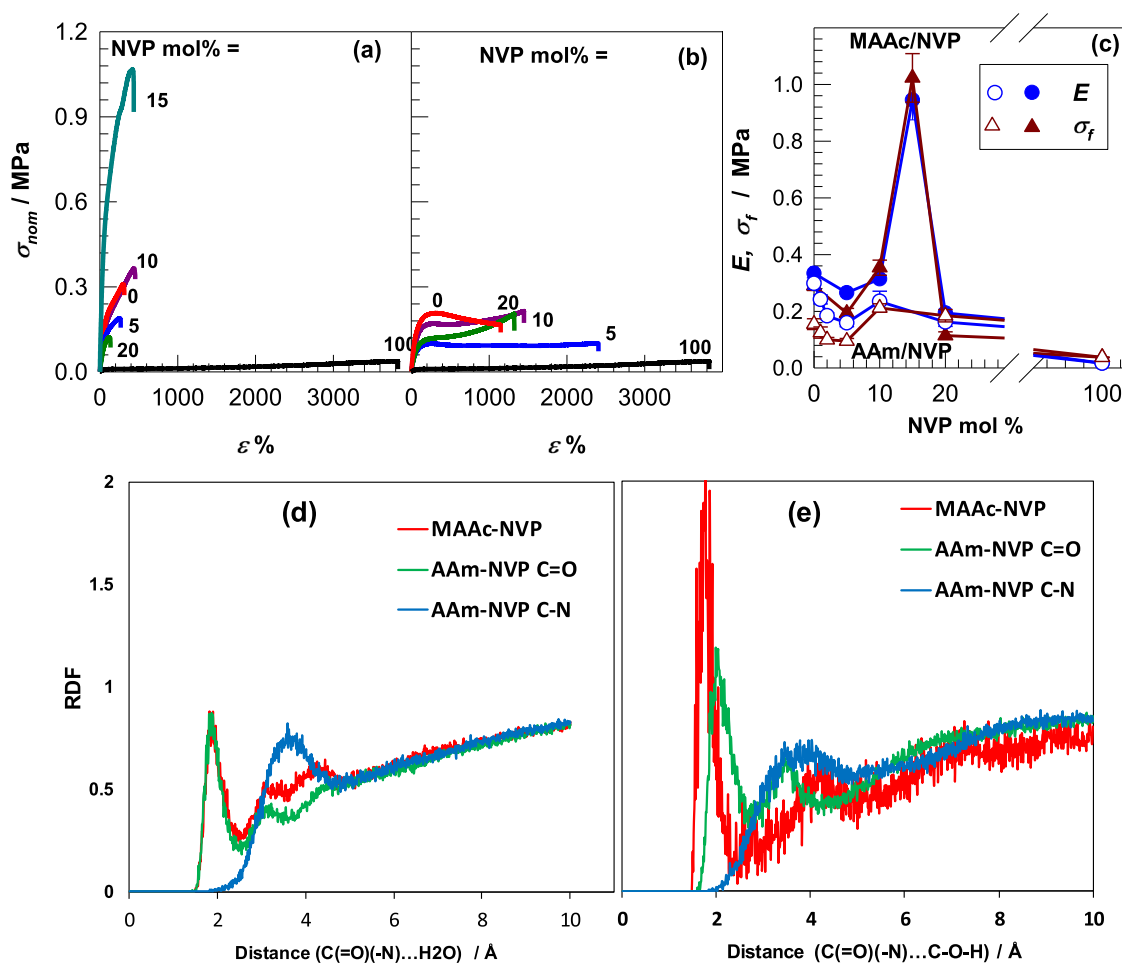 NVP mol% =
(a)
15
10
0
5
20
100
1.2
0.9
0.6
0.3
0.0
σnom / MPa
0 1000 2000 3000
ε %
NVP mol% =
(b)
0
20
10
5
100
0 1000 2000 3000
ε %
MAAc/NVP
(c)
E
σf
AAm/NVP
1.0
0.8
0.6
0.4
0.2
0.0
E, σf / MPa
0 10 20 100
NVP mol %
(d)
MAAc-NVP
AAm-NVP C=O
AAm-NVP C-N
2
1.5
1
0.5
0
RDF
0 2 4 6 8 10
Distance (C(=O)(-N)...H2O) / Å
(e)
MAAc-NVP
AAm-NVP C=O
AAm-NVP C-N
0 2 4 6 8 10
Distance (C(=O)(-N)...C-O-H) / Å